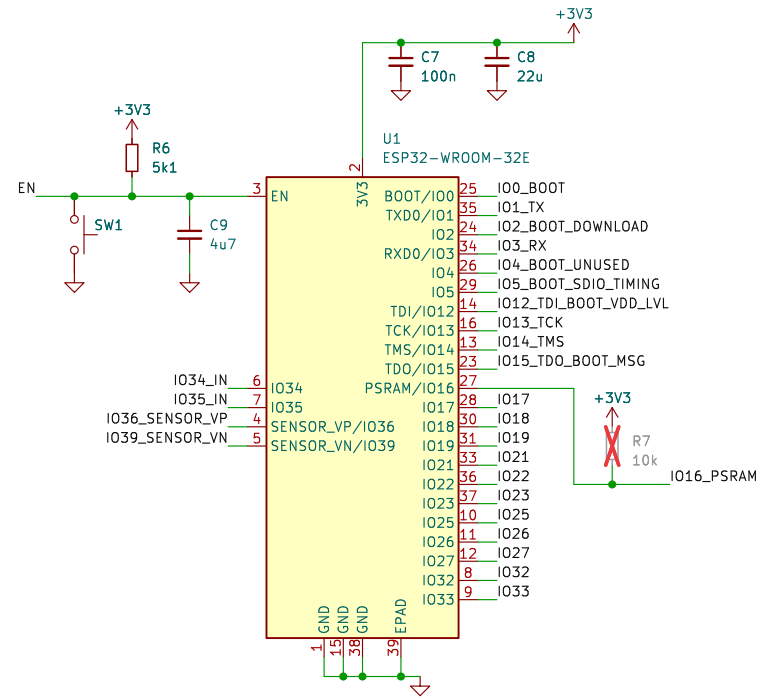 +3V3
C7
100n
C8
22u
+3V3
R6
5k1
U1
ESP32-WROOM-32E
2
3V3
EN
3
EN
SW1
C9
4u7
BOOT/IO0
25
IO0_BOOT
TXD0/IO1
35
IO1_TX
IO2
24
IO2_BOOT_DOWNLOAD
RXD0/IO3
34
IO3_RX
IO4
26
IO4_BOOT_UNUSED
IO5
29
IO5_BOOT_SDIO_TIMING
TDI/IO12
14
IO12_TDI_BOOT_VDD_LVL
TCK/IO13
16
IO13_TCK
TMS/IO14
13
IO14_TMS
TDO/IO15
23
IO15_TDO_BOOT_MSG
IO34_IN
6
IO34
PSRAM/IO16
27
IO35_IN
7
IO35
IO17
28
IO17
+3V3
IO36_SENSOR_VP
4
SENSOR_VP/IO36
IO18
30
IO18
IO39_SENSOR_VN
5
SENSOR_VN/IO39
IO19
31
IO19
R7
10k
IO21
33
IO21
IO22
36
IO22
IO16_PSRAM
IO23
37
IO23
IO25
10
IO25
IO26
11
IO26
IO27
12
IO27
IO32
8
IO32
IO33
9
IO33
GND
1
GND
15
GND
38
EPAD
39